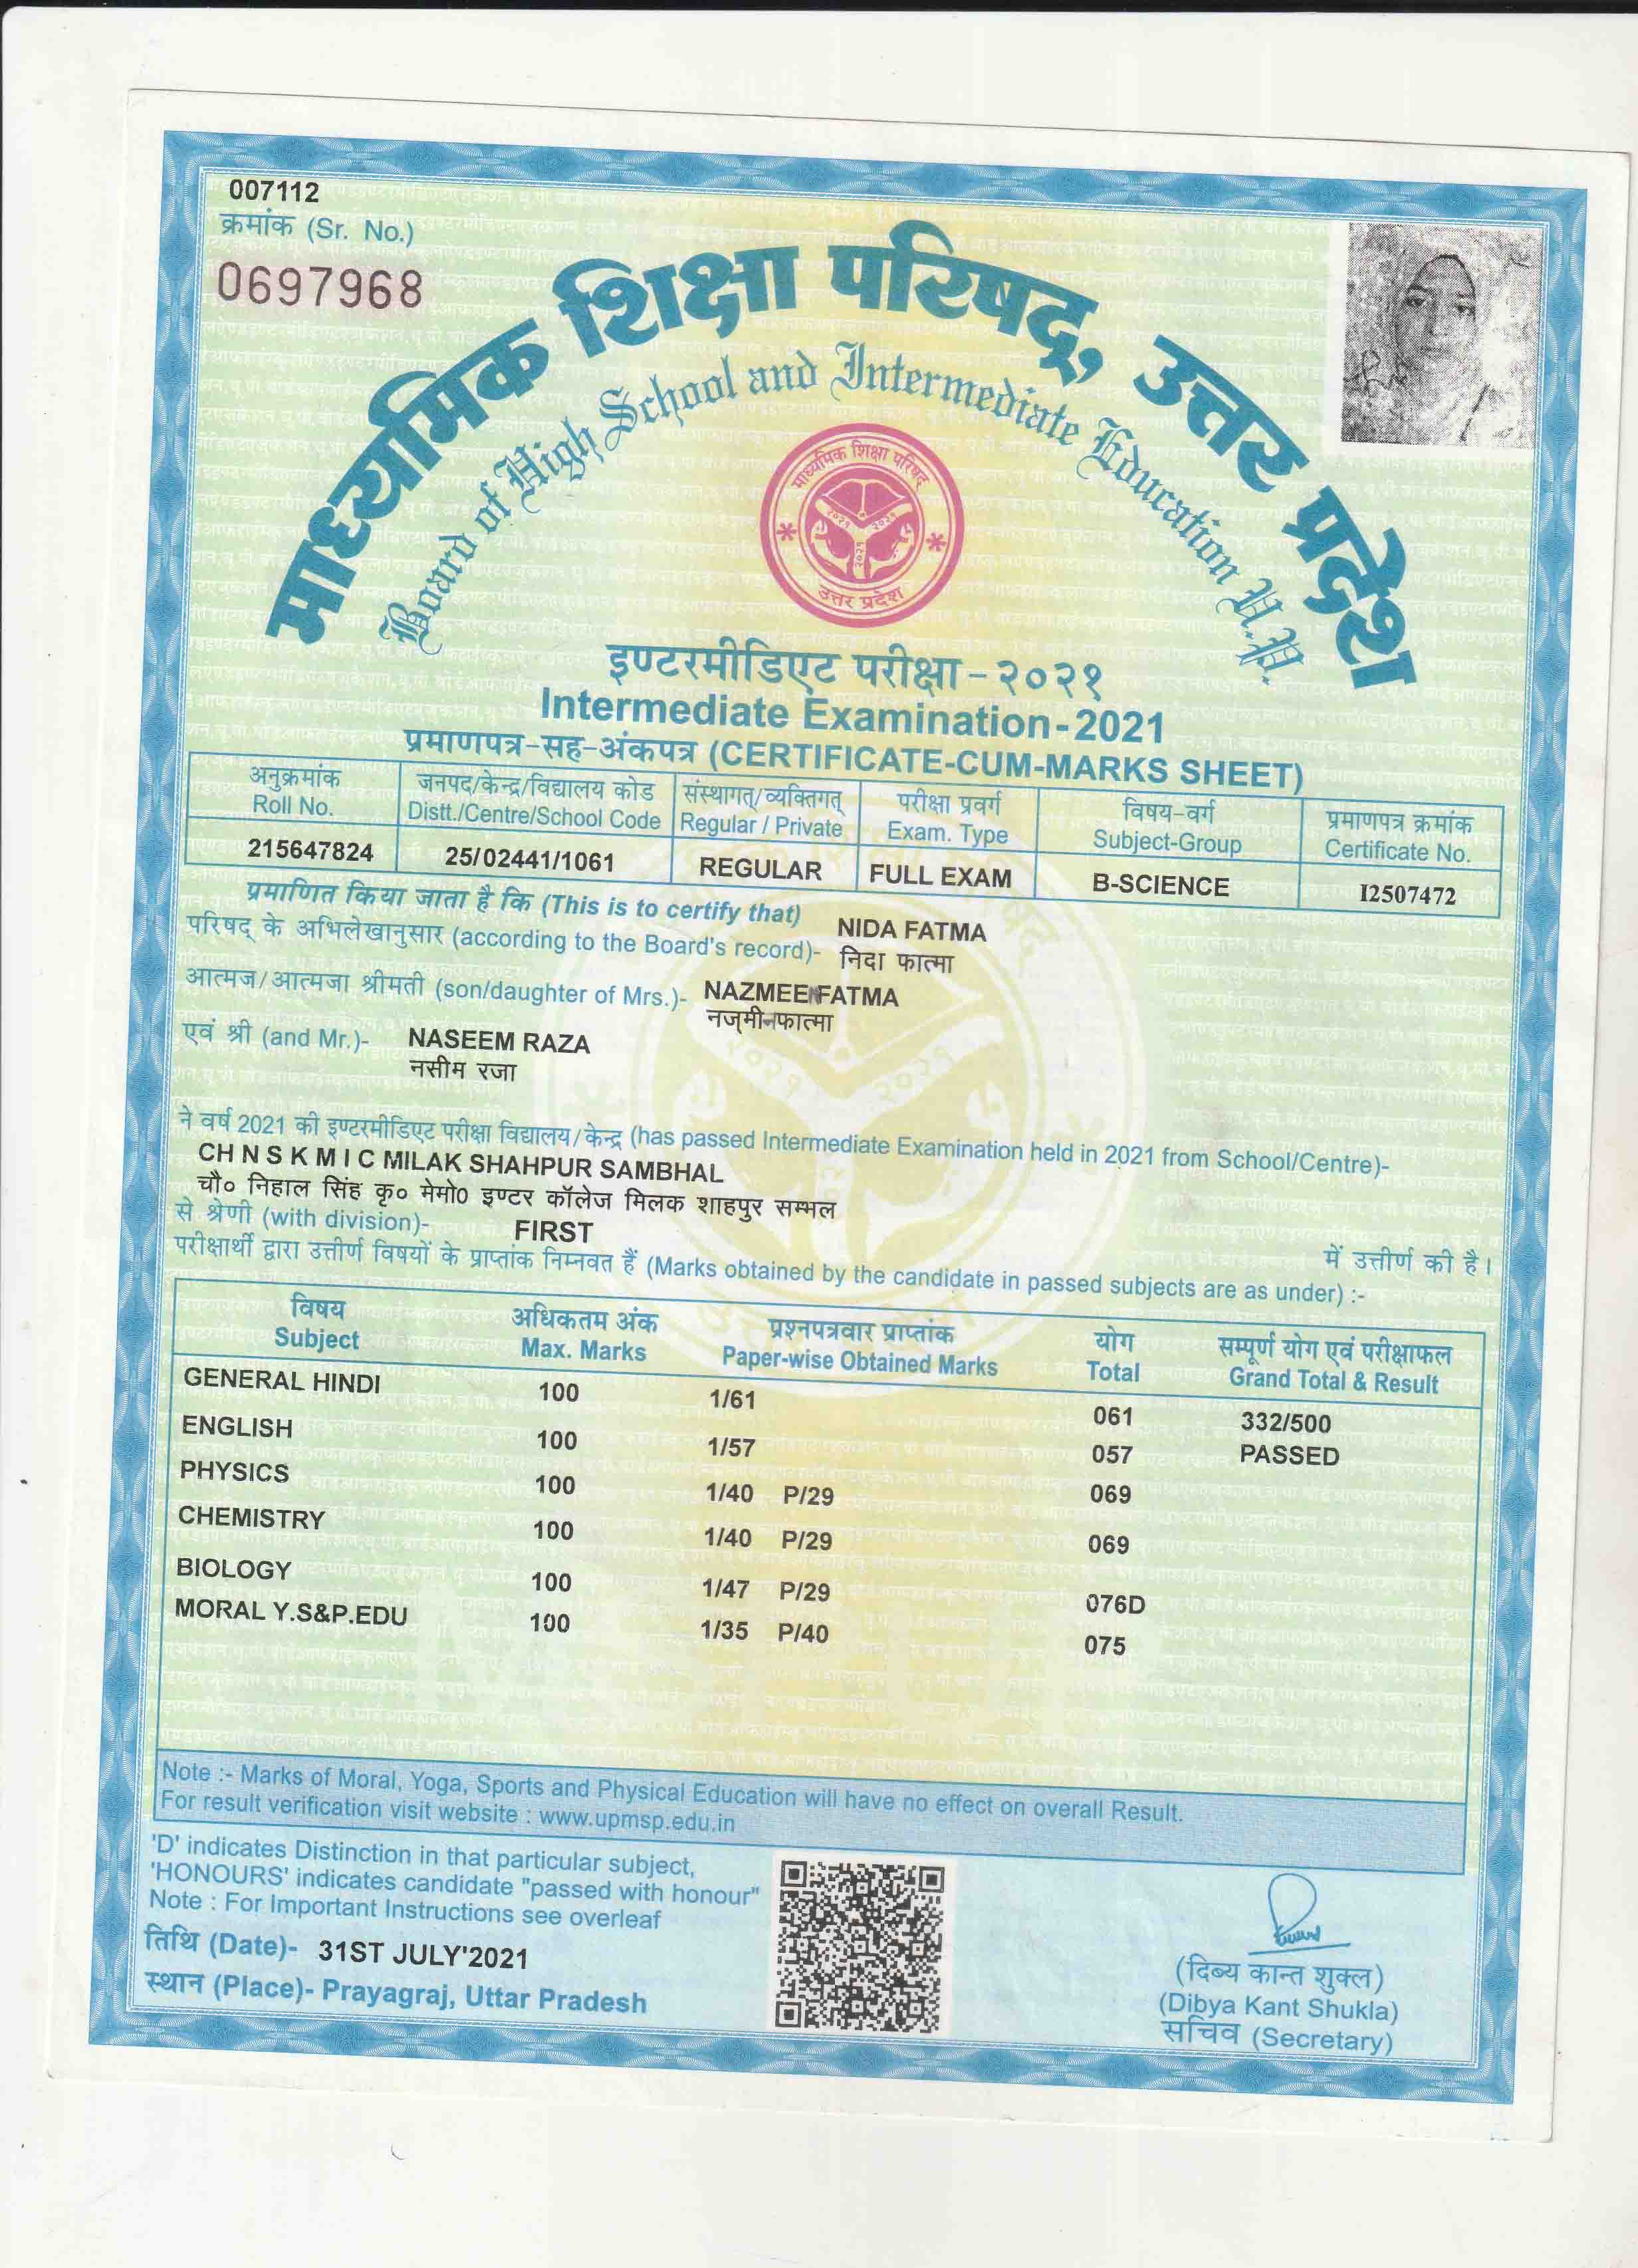 007112
क्रमांक (Sr. No.)
0697968
माध्यमिक शिक्षा परिषद्, उत्तर प्रदेश
Board of High School and Intermediate Education U.P.
माध्यमिक शिक्षा परिषद्
उत्तर प्रदेश
इण्टरमीडिएट परीक्षा - २०२१
Intermediate Examination-2021
प्रमाणपत्र-सह-अंकपत्र (CERTIFICATE-CUM-MARKS SHEET)
अनुक्रमांक जनपद/केन्द्र/विद्यालय कोड संस्थागत्/व्यक्तिगत् परीक्षा प्रवर्ग विषय-वर्ग प्रमाणपत्र क्रमांक
Roll No. Distt./Centre/School Code Regular / Private Exam. Type Subject-Group Certificate No.
215647824 25/02441/1061 REGULAR FULL EXAM B-SCIENCE I2507472
प्रमाणित किया जाता है कि (This is to certify that) NIDA FATMA
परिषद् के अभिलेखानुसार (according to the Board's record)- निदा फात्मा
आत्मज/आत्मजा श्रीमती (son/daughter of Mrs.)- NAZMEEN FATMA
नज़्मीन फात्मा
एवं श्री (and Mr.)- NASEEM RAZA
नसीम रजा
ने वर्ष 2021 की इण्टरमीडिएट परीक्षा विद्यालय/केन्द्र (has passed Intermediate Examination held in 2021 from School/Centre)-
CH N S K M I C MILAK SHAHPUR SAMBHAL
चौ० निहाल सिंह कृ० मेमो0 इण्टर कॉलेज मिलक शाहपुर सम्भल
से श्रेणी (with division)- FIRST में उत्तीर्ण की है।
परीक्षार्थी द्वारा उत्तीर्ण विषयों के प्राप्तांक निम्नवत हैं (Marks obtained by the candidate in passed subjects are as under) :-
विषय अधिकतम अंक प्रश्नपत्रवार प्राप्तांक योग सम्पूर्ण योग एवं परीक्षाफल
Subject Max. Marks Paper-wise Obtained Marks Total Grand Total & Result
GENERAL HINDI 100 1/61 061 332/500
ENGLISH 100 1/57 057 PASSED
PHYSICS 100 1/40 P/29 069
CHEMISTRY 100 1/40 P/29 069
BIOLOGY 100 1/47 P/29 076D
MORAL Y.S&P.EDU 100 1/35 P/40 075
Note :- Marks of Moral, Yoga, Sports and Physical Education will have no effect on overall Result.
For result verification visit website : www.upmsp.edu.in
'D' indicates Distinction in that particular subject,
'HONOURS' indicates candidate "passed with honour"
Note : For Important Instructions see overleaf
तिथि (Date)- 31ST JULY'2021
स्थान (Place)- Prayagraj, Uttar Pradesh
(दिब्य कान्त शुक्ल)
(Dibya Kant Shukla)
सचिव (Secretary)